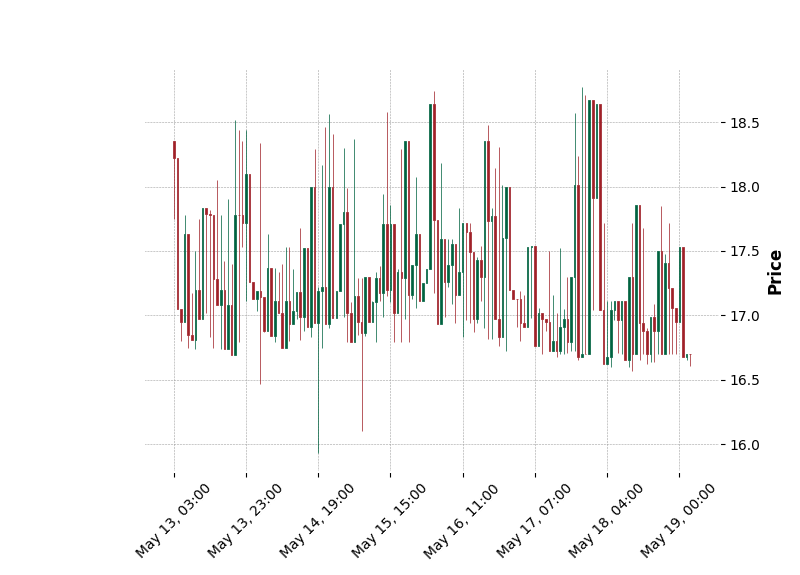 18.5
18.0
17.5
17.0
16.5
16.0
Price
May 13, 03:00
May 13, 23:00
May 14, 19:00
May 15, 15:00
May 16, 11:00
May 17, 07:00
May 18, 04:00
May 19, 00:00